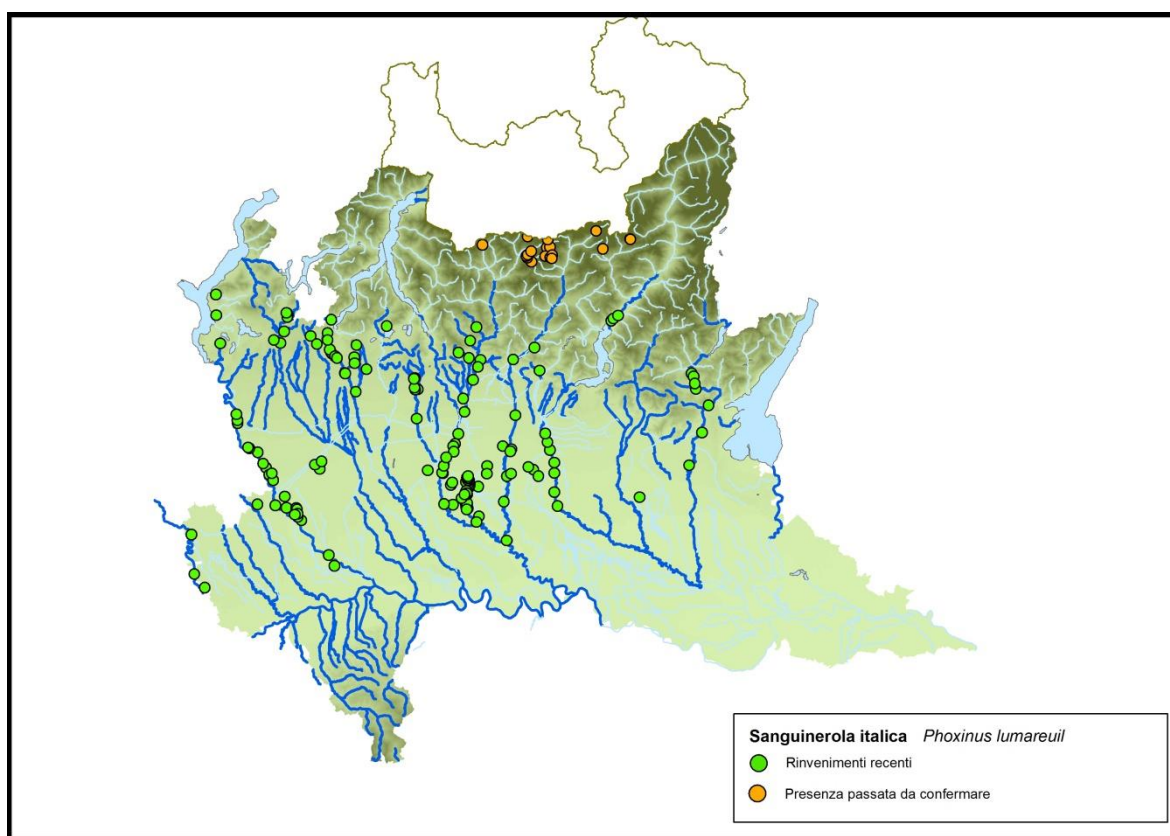 Sanguinerola italica Phoxinus lumareuil
Rinvenimenti recenti
Presenza passata da confermare